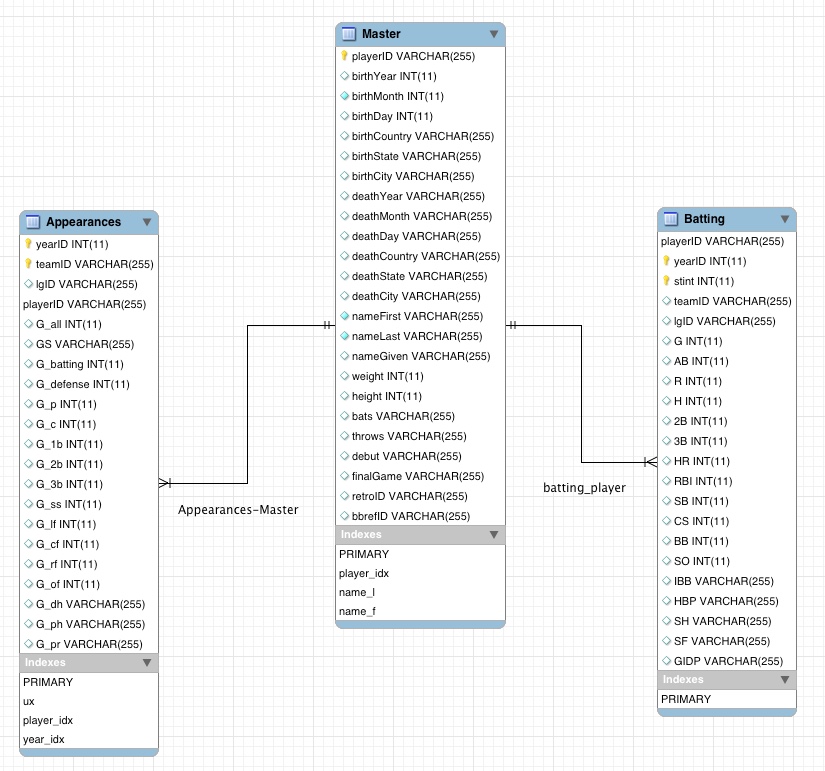 Master
playerID VARCHAR(255)
birthYear INT(11)
birthMonth INT(11)
birthDay INT(11)
birthCountry VARCHAR(255)
birthState VARCHAR(255)
birthCity VARCHAR(255)
deathYear VARCHAR(255)
deathMonth VARCHAR(255)
deathDay VARCHAR(255)
deathCountry VARCHAR(255)
deathState VARCHAR(255)
deathCity VARCHAR(255)
nameFirst VARCHAR(255)
nameLast VARCHAR(255)
nameGiven VARCHAR(255)
weight INT(11)
height INT(11)
bats VARCHAR(255)
throws VARCHAR(255)
debut VARCHAR(255)
finalGame VARCHAR(255)
retroID VARCHAR(255)
bbrefID VARCHAR(255)
Indexes
PRIMARY
player_idx
name_l
name_f
Appearances
yearID INT(11)
teamID VARCHAR(255)
lgID VARCHAR(255)
playerID VARCHAR(255)
G_all INT(11)
GS VARCHAR(255)
G_batting INT(11)
G_defense INT(11)
G_p INT(11)
G_c INT(11)
G_1b INT(11)
G_2b INT(11)
G_3b INT(11)
G_ss INT(11)
G_lf INT(11)
G_cf INT(11)
G_rf INT(11)
G_of INT(11)
G_dh VARCHAR(255)
G_ph VARCHAR(255)
G_pr VARCHAR(255)
Indexes
PRIMARY
ux
player_idx
year_idx
Appearances-Master
batting_player
Batting
playerID VARCHAR(255)
yearID INT(11)
stint INT(11)
teamID VARCHAR(255)
lgID VARCHAR(255)
G INT(11)
AB INT(11)
R INT(11)
H INT(11)
2B INT(11)
3B INT(11)
HR INT(11)
RBI INT(11)
SB INT(11)
CS INT(11)
BB INT(11)
SO INT(11)
IBB VARCHAR(255)
HBP VARCHAR(255)
SH VARCHAR(255)
SF VARCHAR(255)
GIDP VARCHAR(255)
Indexes
PRIMARY